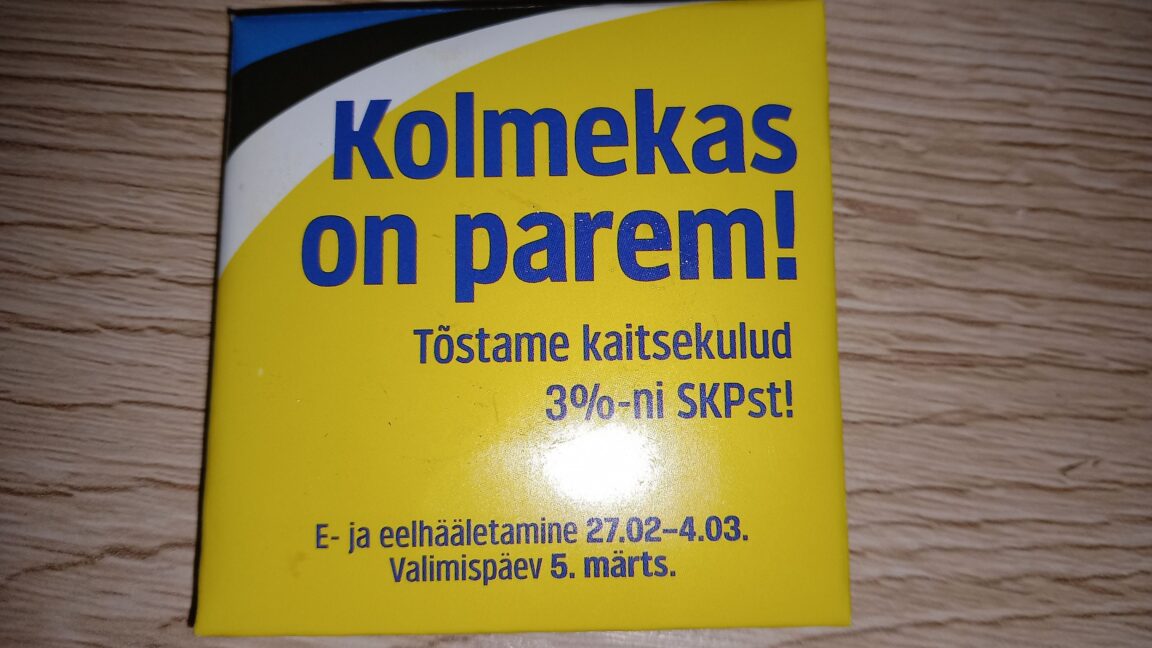 Kolmekas
on parem!
Tõstame kaitsekulud
3%-ni SKPst!
E- ja eelhääletamine 27.02–4.03.
Valimispäev 5. märts.